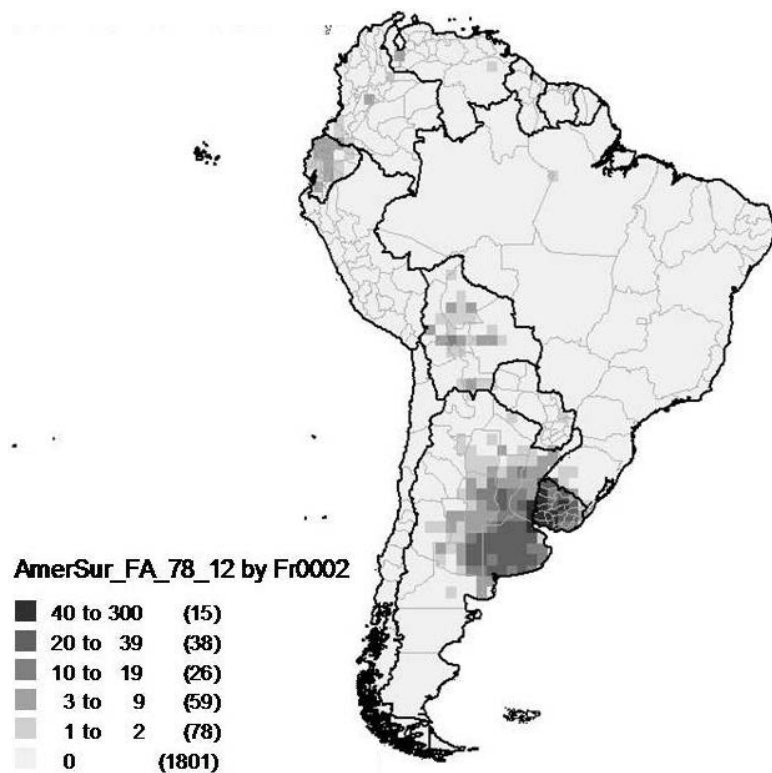 AmerSur_FA_78_12 by Fr0002
40 to 300 (15)
20 to 39 (38)
10 to 19 (26)
3 to 9 (59)
1 to 2 (78)
0 (1801)